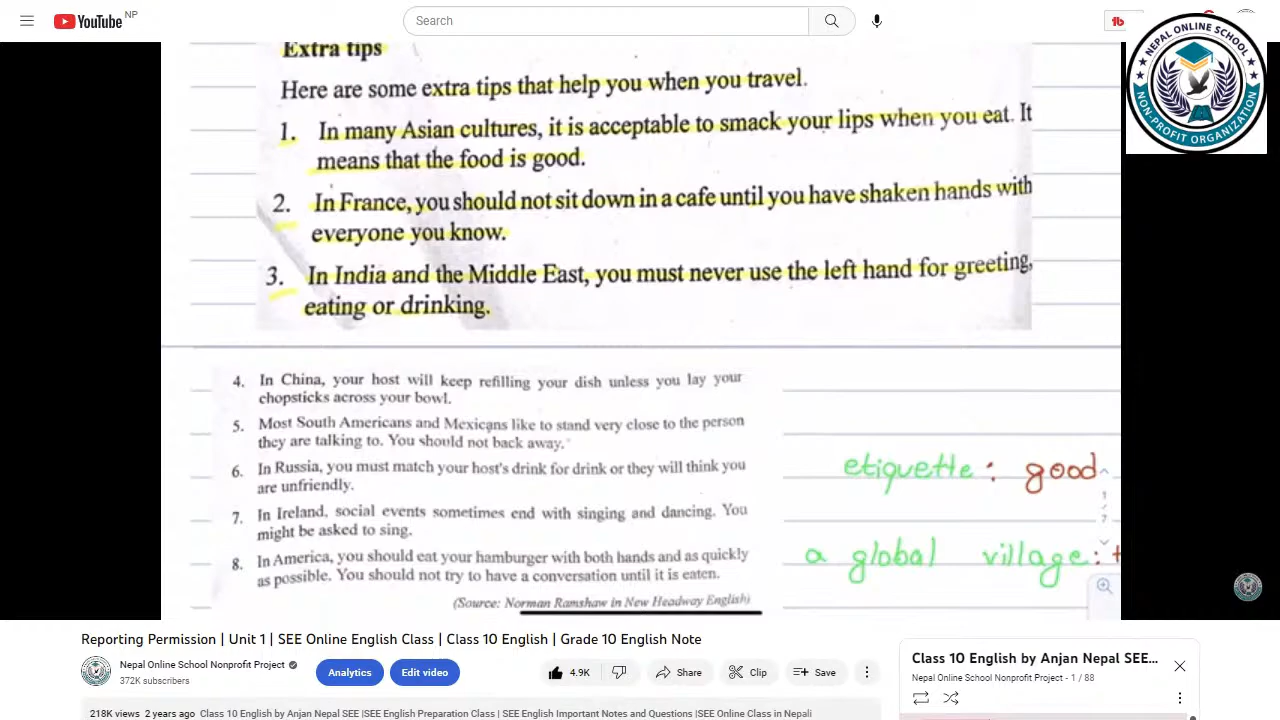 NP
YouTube
Search
NEPAL ONLINE SCHOOL
NON-PROFIT ORGANIZATION
Extra tips
Here are some extra tips that help you when you travel.
1. In many Asian cultures, it is acceptable to smack your lips when you eat. It
means that the food is good.
2. In France, you should not sit down in a cafe until you have shaken hands with
everyone you know.
3. In India and the Middle East, you must never use the left hand for greeting,
eating or drinking.
4. In China, your host will keep refilling your dish unless you lay your
chopsticks across your bowl.
5. Most South Americans and Mexicans like to stand very close to the person
they are talking to. You should not back away.
6. In Russia, you must match your host's drink for drink or they will think you
are unfriendly.
7. In Ireland, social events sometimes end with singing and dancing. You
might be asked to sing.
8. In America, you should eat your hamburger with both hands and as quickly
as possible. You should not try to have a conversation until it is eaten.
(Source: Norman Ramshaw in New Headway English)
etiquette: good
a global village:
Reporting Permission | Unit 1 | SEE Online English Class | Class 10 English | Grade 10 English Note
Nepal Online School Nonprofit Project
372K subscribers
Analytics
Edit video
4.9K
Share
Clip
Save
218K views 2 years ago Class 10 English by Anjan Nepal SEE |SEE English Preparation Class | SEE English Important Notes and Questions |SEE Online Class in Nepali
Class 10 English by Anjan Nepal SEE...
Nepal Online School Nonprofit Project - 1 / 88